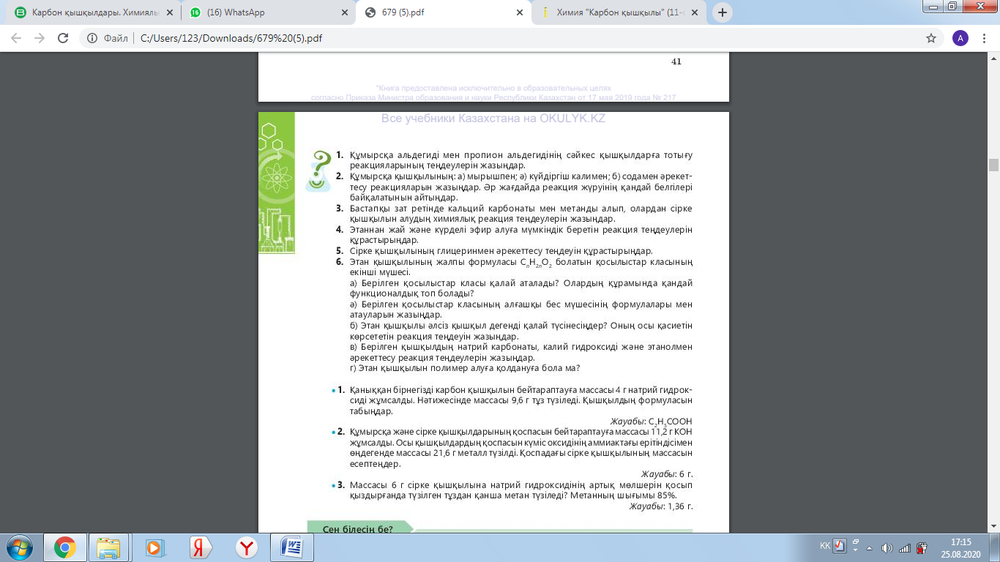 Карбон қышқылдары. Химиялы
(16) WhatsApp
679 (5).pdf
Химия "Карбон қышқылы" (11-с
Файл
C:/Users/123/Downloads/679%20(5).pdf
A
41
"Книга предоставлена исключительно в образовательных целях
согласно Приказа Министра образования и науки Республики Казахстан от 17 мая 2019 года № 217
Все учебники Казахстана на OKULYK.KZ
1. Құмырсқа альдегиді мен пропион альдегидінің сәйкес қышқылдарға тотығу
реакцияларының теңдеулерін жазыңдар.
2. Құмырсқа қышқылының: а) мырышпен; ә) күйдіргіш калимен; б) содамен әрекет-
тесу реакцияларын жазыңдар. Әр жағдайда реакция жүруінің қандай белгілері
байқалатынын айтыңдар.
3. Бастапқы зат ретінде кальций карбонаты мен метанды алып, олардан сірке
қышқылын алудың химиялық реакция теңдеулерін жазыңдар.
4. Этаннан жай және күрделі эфир алуға мүмкіндік беретін реакция теңдеулерін
құрастырыңдар.
5. Сірке қышқылының глицеринмен әрекеттесу теңдеуін құрастырыңдар.
6. Этан қышқылының жалпы формуласы CnH2nO2 болатын қосылыстар класының
екінші мүшесі.
а) Берілген қосылыстар класы қалай аталады? Олардың құрамында қандай
функционалдық топ болады?
ә) Берілген қосылыстар класының алғашқы бес мүшесінің формулалары мен
атауларын жазыңдар.
б) Этан қышқылы әлсіз қышқыл дегенді қалай түсінесіңдер? Оның осы қасиетін
көрсететін реакция теңдеуін жазыңдар.
в) Берілген қышқылдың натрий карбонаты, калий гидроксиді және этанолмен
әрекеттесу реакция теңдеулерін жазыңдар.
г) Этан қышқылын полимер алуға қолдануға бола ма?
• 1. Қаныққан бірнегізді карбон қышқылын бейтараптауға массасы 4 г натрий гидрок-
сиді жұмсалды. Нәтижесінде массасы 9,6 г тұз түзіледі. Қышқылдың формуласын
табыңдар.
Жауабы: C2H5COOH
• 2. Құмырсқа және сірке қышқылдарының қоспасын бейтараптауға массасы 11,2 г KOH
жұмсалды. Осы қышқылдардың қоспасын күміс оксидінің аммиактағы ерітіндісімен
өңдегенде массасы 21,6 г металл түзілді. Қоспадағы сірке қышқылының массасын
есептеңдер.
Жауабы: 6 г.
• 3. Массасы 6 г сірке қышқылына натрий гидроксидінің артық мөлшерін қосып
қыздырғанда түзілген тұздан қанша метан түзіледі? Метанның шығымы 85%.
Жауабы: 1,36 г.
Сен білесің бе?
KK
17:15
25.08.2020